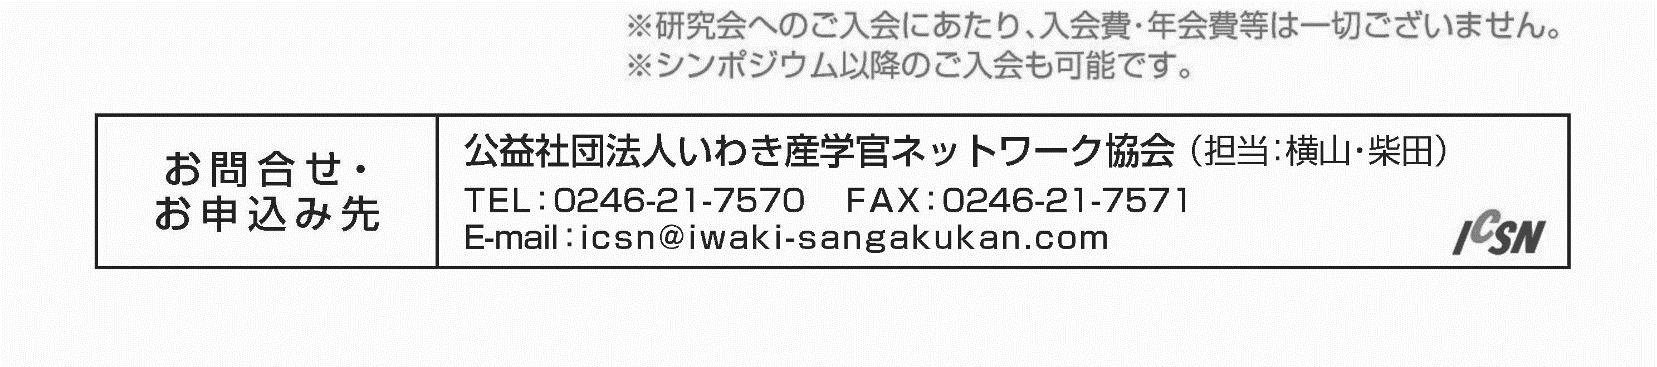 ※研究会へのご入会にあたり、入会費･年会費等は一切ございません。
※シンポジウム以降のご入会も可能です。
お問合せ・
お申込み先
公益社団法人いわき産学官ネットワーク協会（担当：横山・柴田）
TEL：0246-21-7570　FAX：0246-21-7571
E-mail：icsn@iwaki-sangakukan.com
ICSN